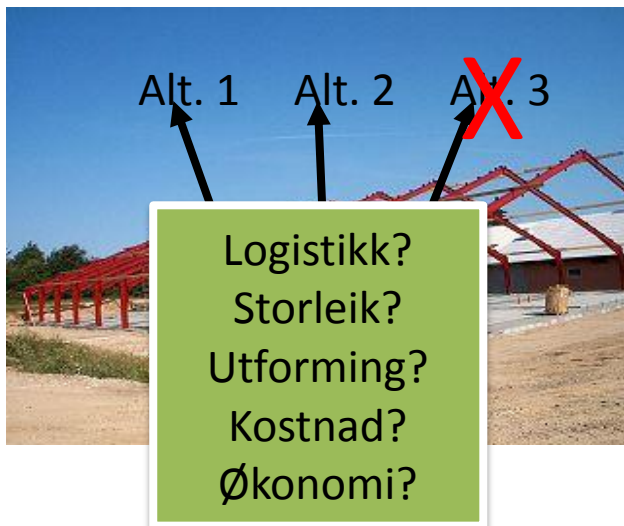 Alt. 1 Alt. 2 Alt. 3
Logistikk?
Storleik?
Utforming?
Kostnad?
Økonomi?